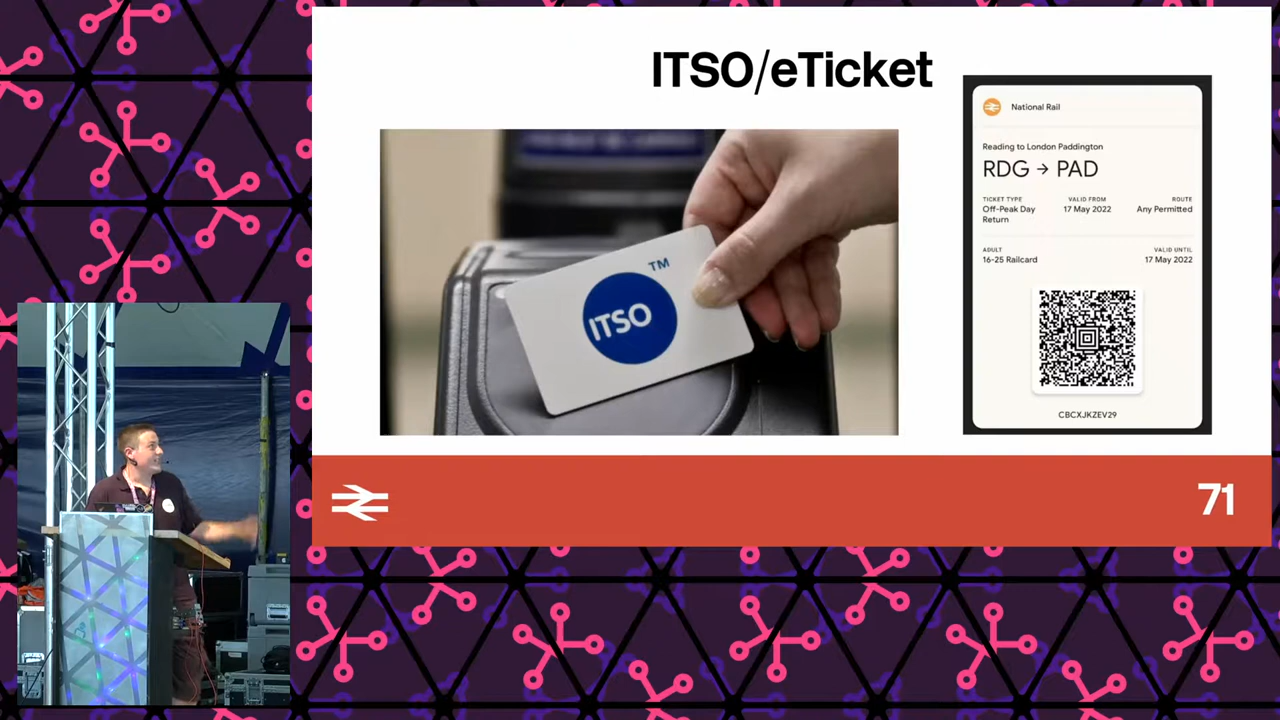 ITSO/eTicket
TM
ITSO
National Rail
Reading to London Paddington
RDG → PAD
TICKET TYPE VALID FROM ROUTE
Off-Peak Day 17 May 2022 Any Permitted
Return
ADULT VALID UNTIL
16-25 Railcard 17 May 2022
CBCXJKZEV29
71